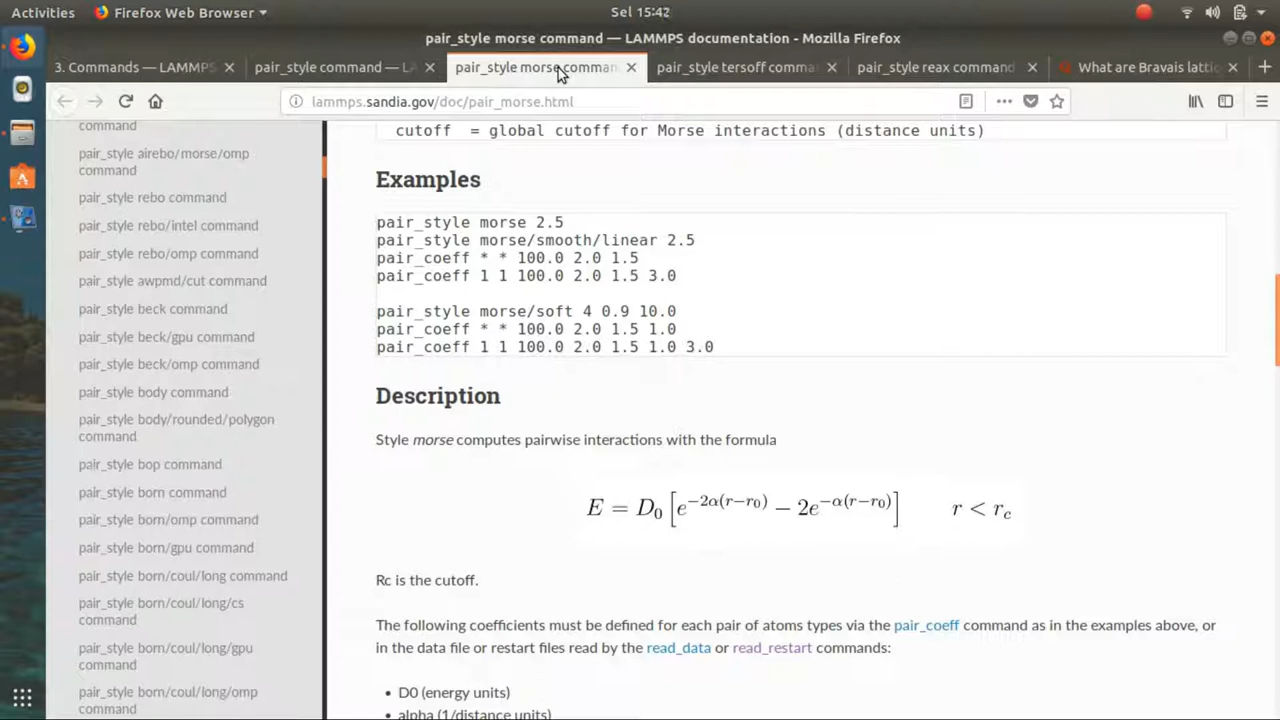 Activities
Firefox Web Browser
Sel 15:42
pair_style morse command — LAMMPS documentation - Mozilla Firefox
3. Commands — LAMMPS
pair_style command — LA
pair_style morse comman
pair_style tersoff comma
pair_style reax command
What are Bravais latti
lammps.sandia.gov/doc/pair_morse.html
command
pair_style airebo/morse/omp
command
pair_style rebo command
pair_style rebo/intel command
pair_style rebo/omp command
pair_style awpmd/cut command
pair_style beck command
pair_style beck/gpu command
pair_style beck/omp command
pair_style body command
pair_style body/rounded/polygon
command
pair_style bop command
pair_style born command
pair_style born/omp command
pair_style born/gpu command
pair_style born/coul/long command
pair_style born/coul/long/cs
command
pair_style born/coul/long/gpu
command
pair_style born/coul/long/omp
command
cutoff = global cutoff for Morse interactions (distance units)
Examples
pair_style morse 2.5
pair_style morse/smooth/linear 2.5
pair_coeff * * 100.0 2.0 1.5
pair_coeff 1 1 100.0 2.0 1.5 3.0
pair_style morse/soft 4 0.9 10.0
pair_coeff * * 100.0 2.0 1.5 1.0
pair_coeff 1 1 100.0 2.0 1.5 1.0 3.0
Description
Style morse computes pairwise interactions with the formula
E = D₀ [e^{−2α(r−r₀)} − 2e^{−α(r−r₀)}] r < r_c
Rc is the cutoff.
The following coefficients must be defined for each pair of atoms types via the pair_coeff command as in the examples above, or
in the data file or restart files read by the read_data or read_restart commands:
• D0 (energy units)
• alpha (1/distance units)